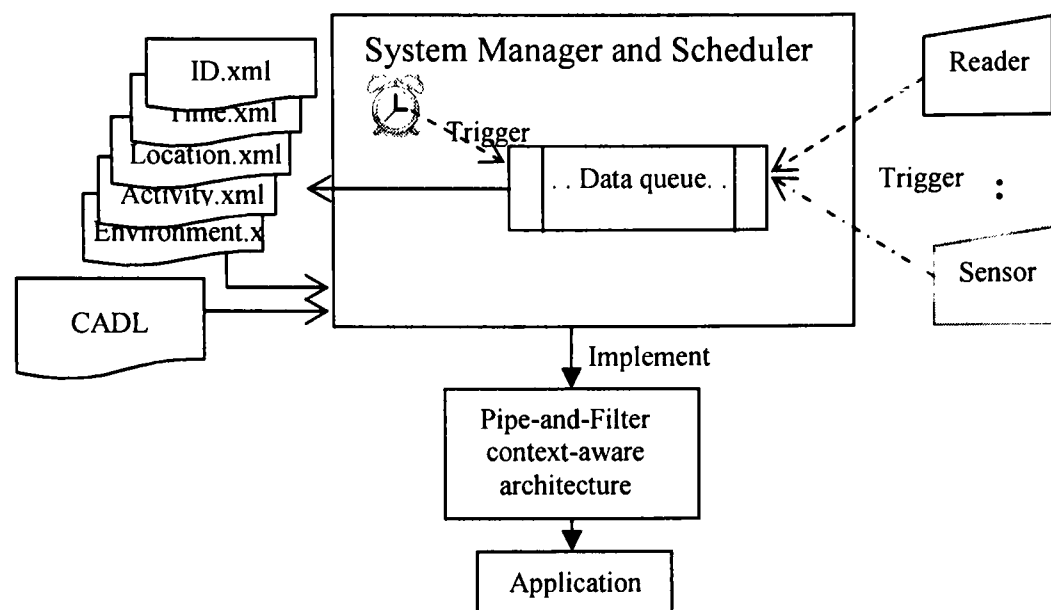 System Manager and Scheduler
ID.xml
Time.xml
Location.xml
Activity.xml
Environment.x
CADL
Trigger
. . Data queue. .
Reader
Trigger :
Sensor
Implement
Pipe-and-Filter
context-aware
architecture
Application